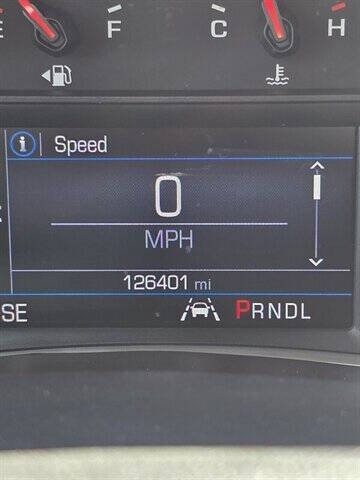 E F C H
i Speed
0
MPH
126401 mi
SE PRNDL